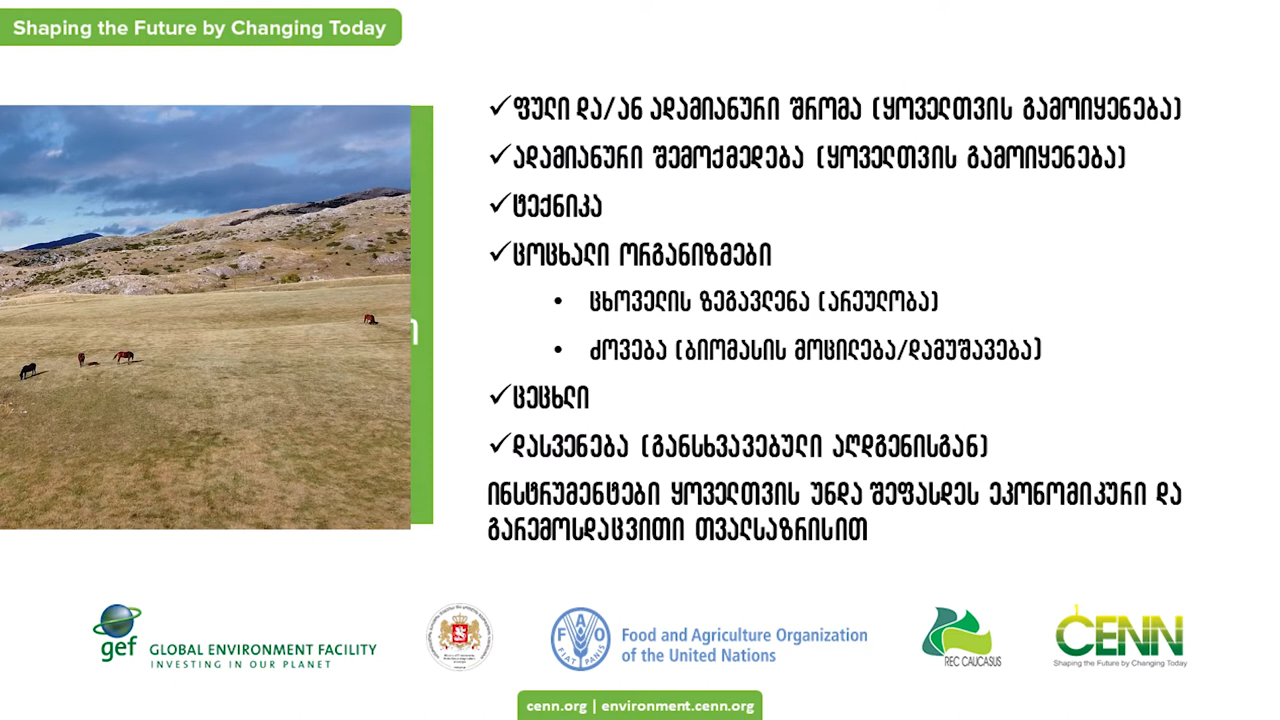 Shaping the Future by Changing Today
✓ფული და/ან ადამიანური შრომა (ყოველთვის გამოიყენება)
✓ადამიანური შემოქმედება (ყოველთვის გამოიყენება)
✓ტექნიკა
✓ცოცხალი ორგანიზმები
• ცხოველის ზეგავლენა (არეულობა)
• ძოვება (ბიომასის მოცილება/დამუშავება)
✓ცეცხლი
✓დასვენება (განსხვავებული აღდგენისგან)
ინსტრუმენტები ყოველთვის უნდა შეფასდეს ეკონომიკური და
გარემოსდაცვითი თვალსაზრისით
gef GLOBAL ENVIRONMENT FACILITY
INVESTING IN OUR PLANET
FAO
FIAT PANIS
Food and Agriculture Organization
of the United Nations
REC CAUCASUS
CENN
Shaping the Future by Changing Today
cenn.org | environment.cenn.org